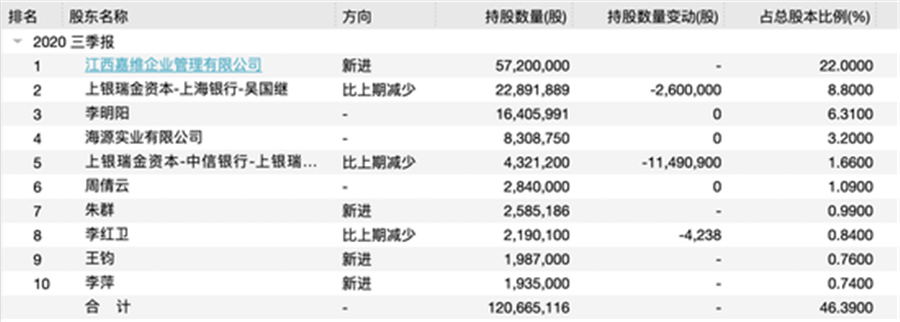 排名 股东名称 方向 持股数量(股) 持股数量变动(股) 占总股本比例(%)
2020 三季报
1 江西嘉维企业管理有限公司 新进 57,200,000 - 22.0000
2 上银瑞金资本-上海银行-吴国继 比上期减少 22,891,889 -2,600,000 8.8000
3 李明阳 - 16,405,991 0 6.3100
4 海源实业有限公司 - 8,308,750 0 3.2000
5 上银瑞金资本-中信银行-上银瑞... 比上期减少 4,321,200 -11,490,900 1.6600
6 周倩云 - 2,840,000 0 1.0900
7 朱群 新进 2,585,186 - 0.9900
8 李红卫 比上期减少 2,190,100 -4,238 0.8400
9 王钧 新进 1,987,000 - 0.7600
10 李萍 新进 1,935,000 - 0.7400
合 计 - 120,665,116 - 46.3900